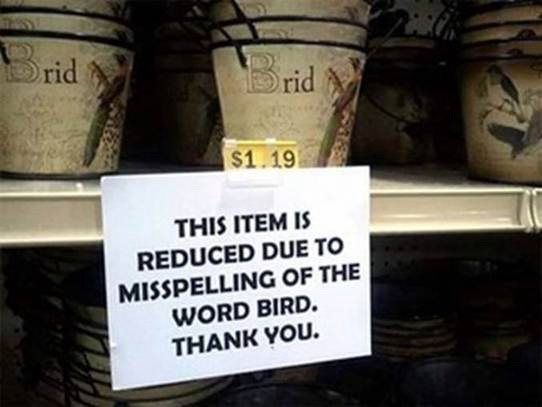 Brid
Brid
$1.19
THIS ITEM IS
REDUCED DUE TO
MISSPELLING OF THE
WORD BIRD.
THANK YOU.